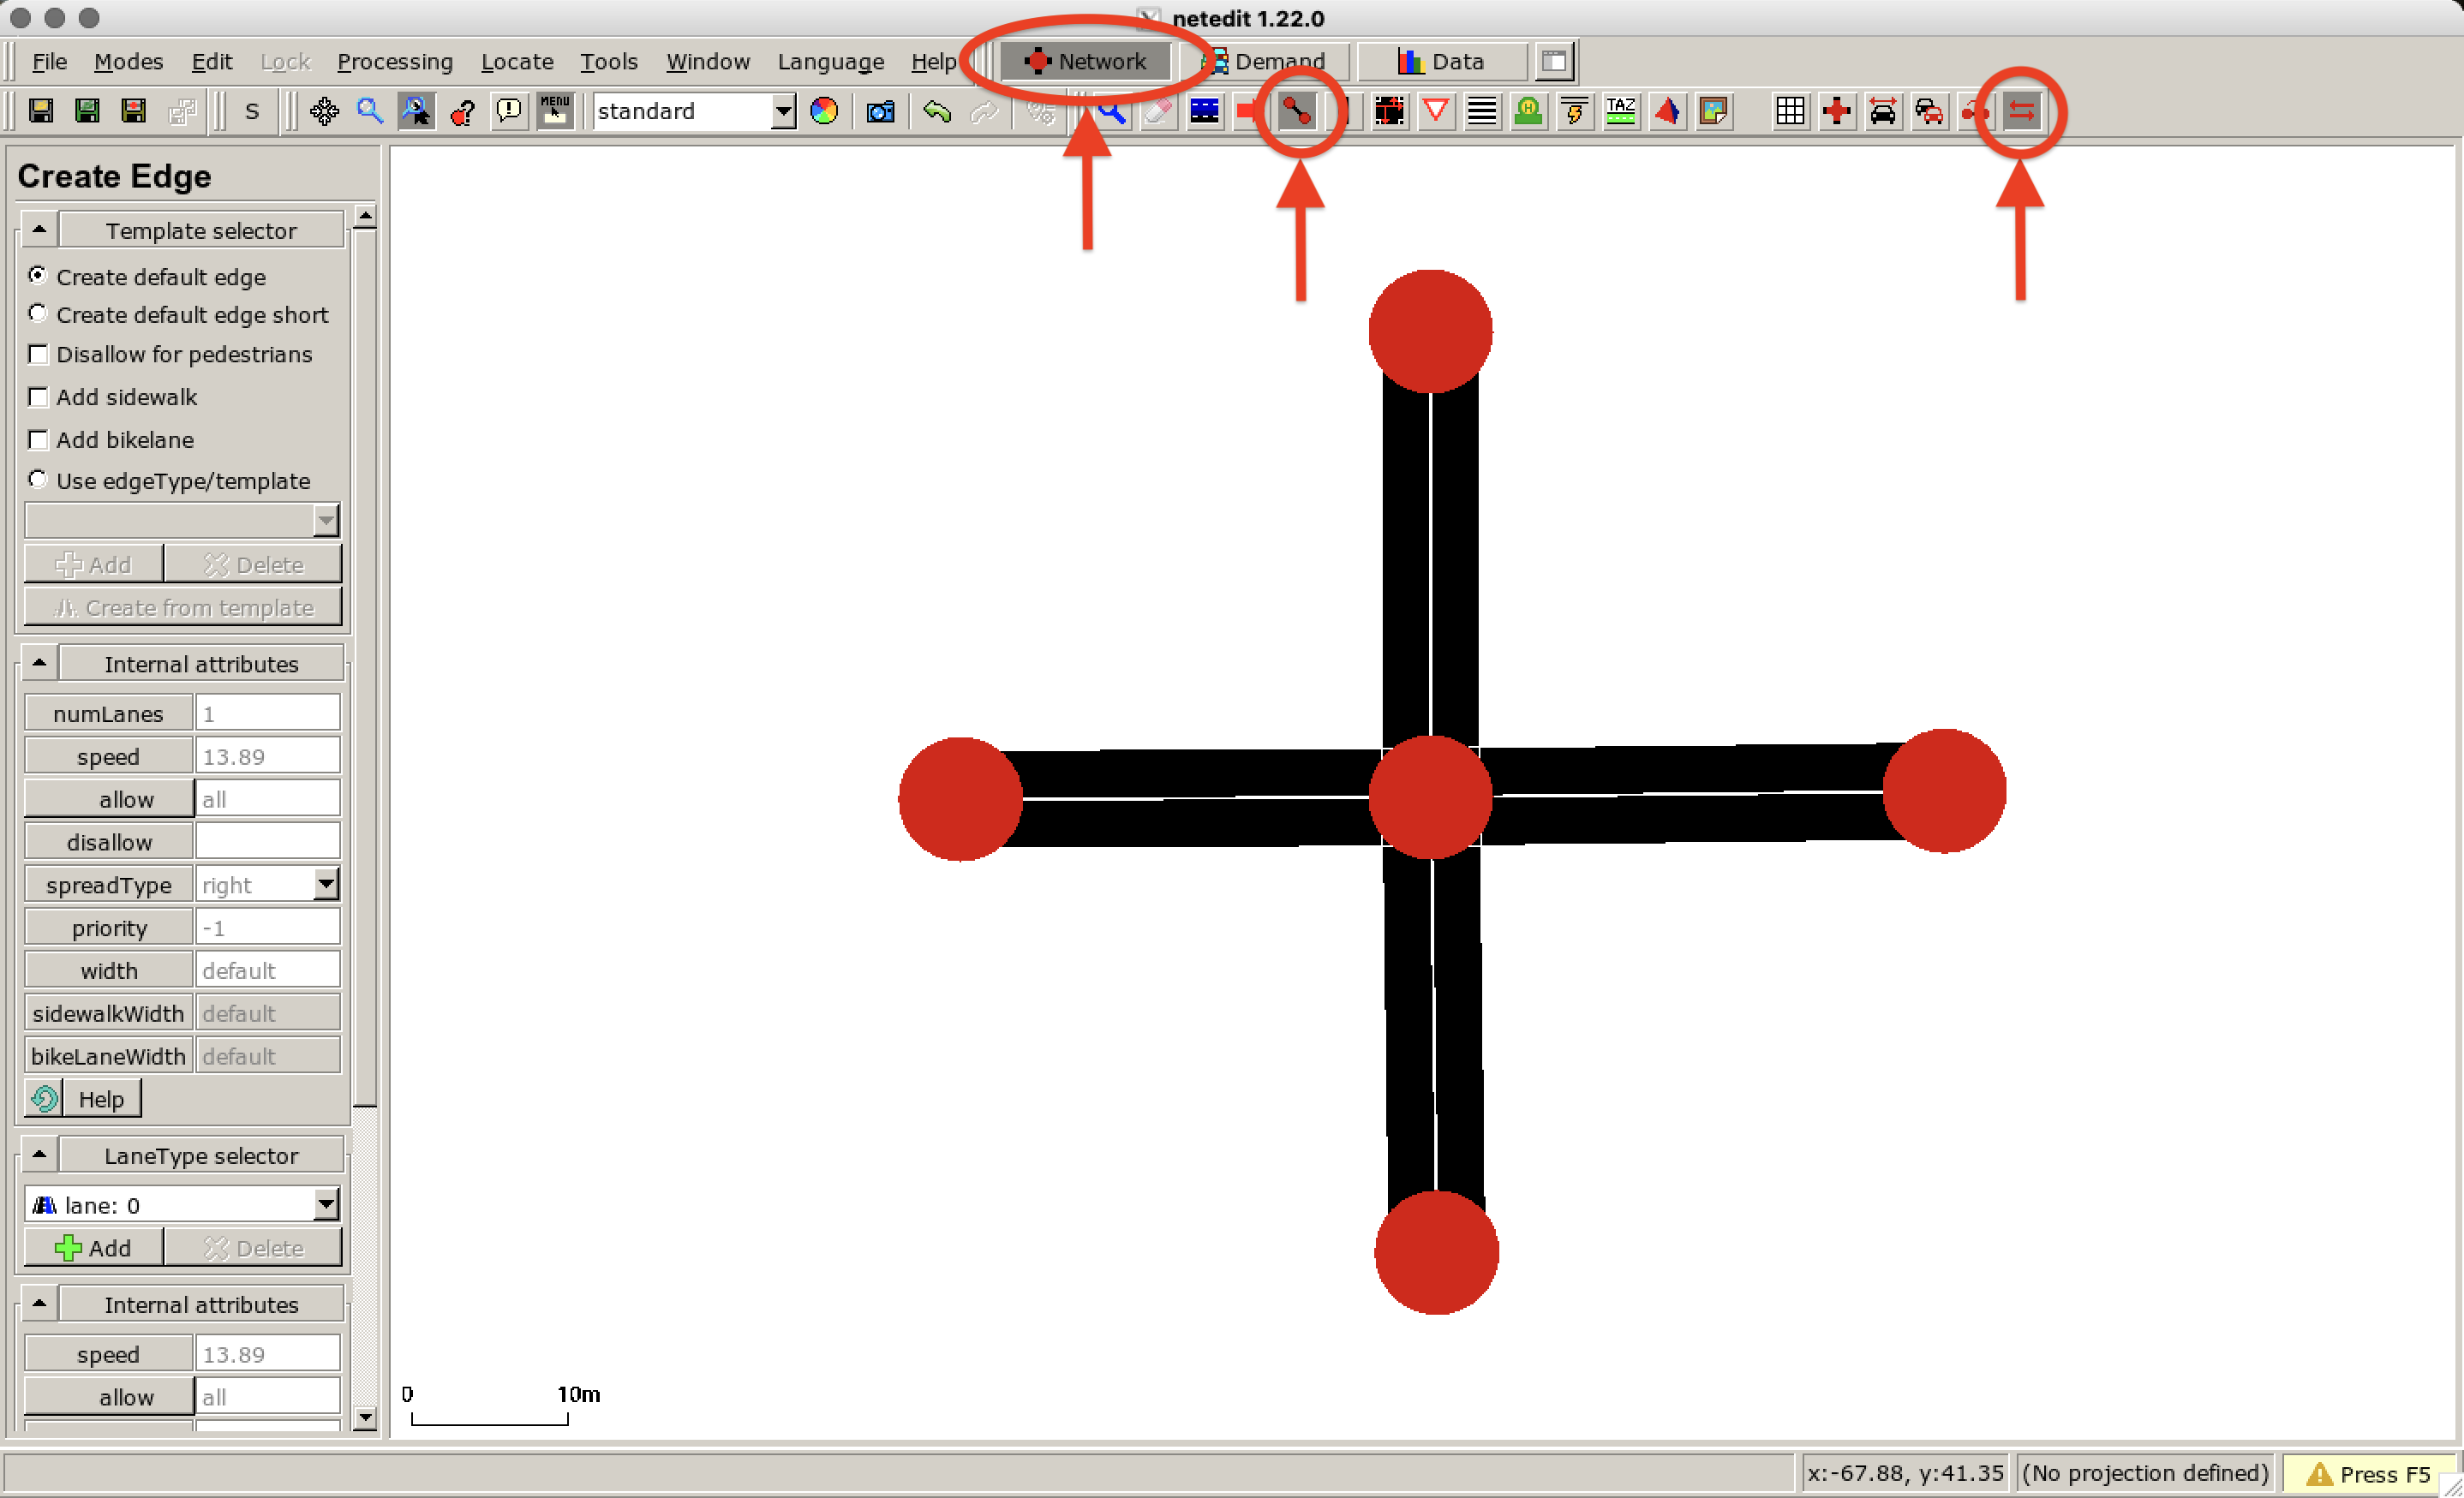 netedit 1.22.0
File Modes Edit Lock Processing Locate Tools Window Language Help Network Demand Data
S MENU standard H TAZ
Create Edge
Template selector
Create default edge
Create default edge short
Disallow for pedestrians
Add sidewalk
Add bikelane
Use edgeType/template
Add Delete
Create from template
Internal attributes
numLanes 1
speed 13.89
allow all
disallow
spreadType right
priority -1
width default
sidewalkWidth default
bikeLaneWidth default
Help
LaneType selector
lane: 0
Add Delete
Internal attributes
speed 13.89
allow all
0 10m
x:-67.88, y:41.35 (No projection defined) Press F5